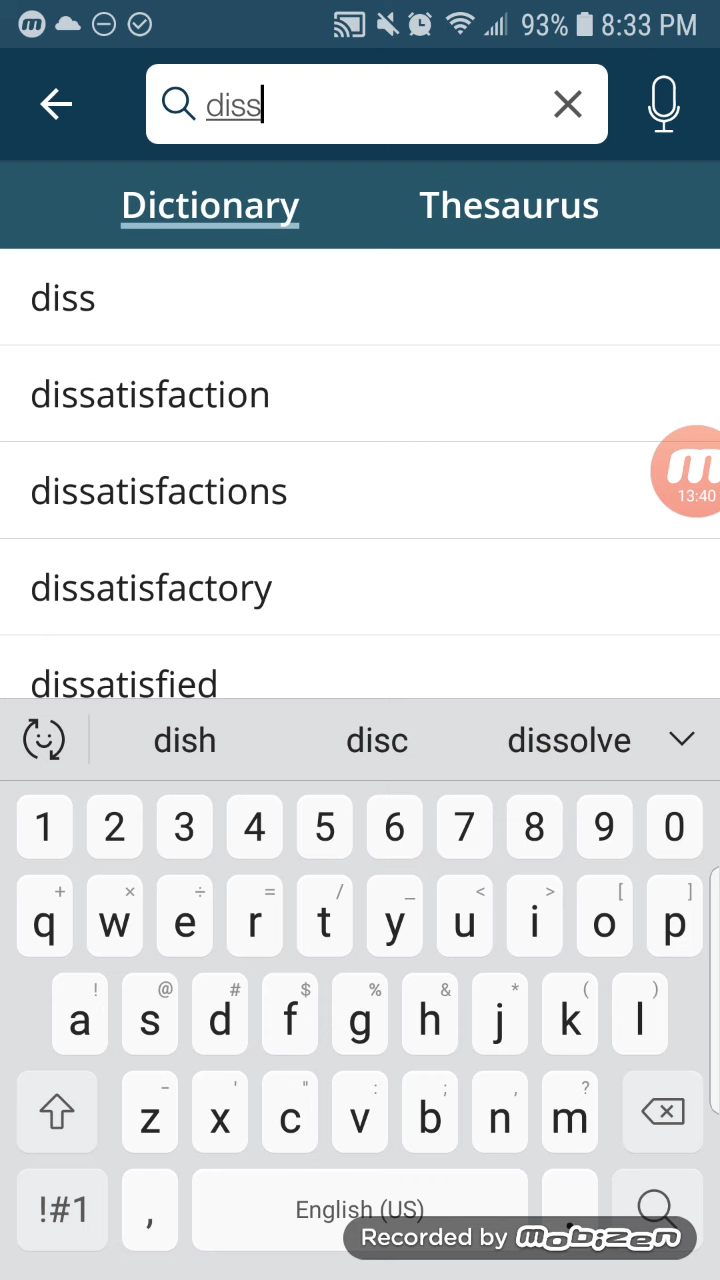 93% 8:33 PM
diss
Dictionary Thesaurus
diss
dissatisfaction
dissatisfactions
13:40
dissatisfactory
dissatisfied
dish disc dissolve
1 2 3 4 5 6 7 8 9 0
+ × ÷ = / _ < > [ ]
q w e r t y u i o p
! @ # $ % & * ( )
a s d f g h j k l
- ' " : ; , ?
z x c v b n m
!#1 , English (US) .
Recorded by mobizen